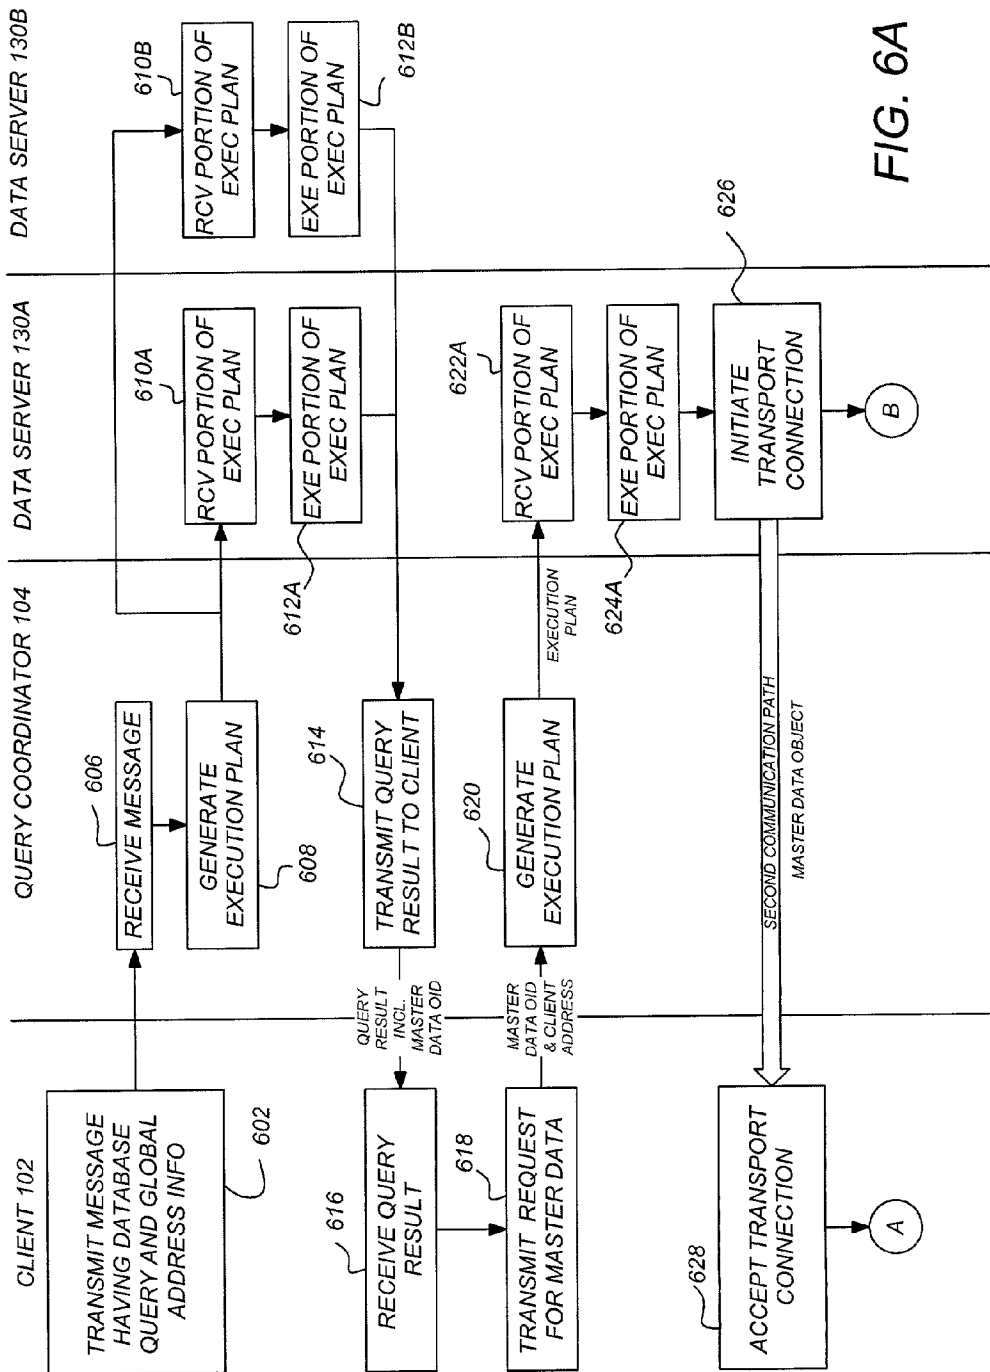 CLIENT 102
QUERY COORDINATOR 104
DATA SERVER 130A
DATA SERVER 130B
TRANSMIT MESSAGE
HAVING DATABASE
QUERY AND GLOBAL
ADDRESS INFO
602
606
RECEIVE MESSAGE
GENERATE
EXECUTION PLAN
608
610A
RCV PORTION OF
EXEC PLAN
EXE PORTION OF
EXEC PLAN
612A
610B
RCV PORTION OF
EXEC PLAN
EXE PORTION OF
EXEC PLAN
612B
614
TRANSMIT QUERY
RESULT TO CLIENT
QUERY
RESULT
INCL.
MASTER
DATA OID
616
RECEIVE QUERY
RESULT
618
TRANSMIT REQUEST
FOR MASTER DATA
MASTER
DATA OID
& CLIENT
ADDRESS
620
GENERATE
EXECUTION PLAN
EXECUTION
PLAN
622A
RCV PORTION OF
EXEC PLAN
EXE PORTION OF
EXEC PLAN
624A
626
INITIATE
TRANSPORT
CONNECTION
B
SECOND COMMUNICATION PATH
MASTER DATA OBJECT
628
ACCEPT TRANSPORT
CONNECTION
A
FIG. 6A